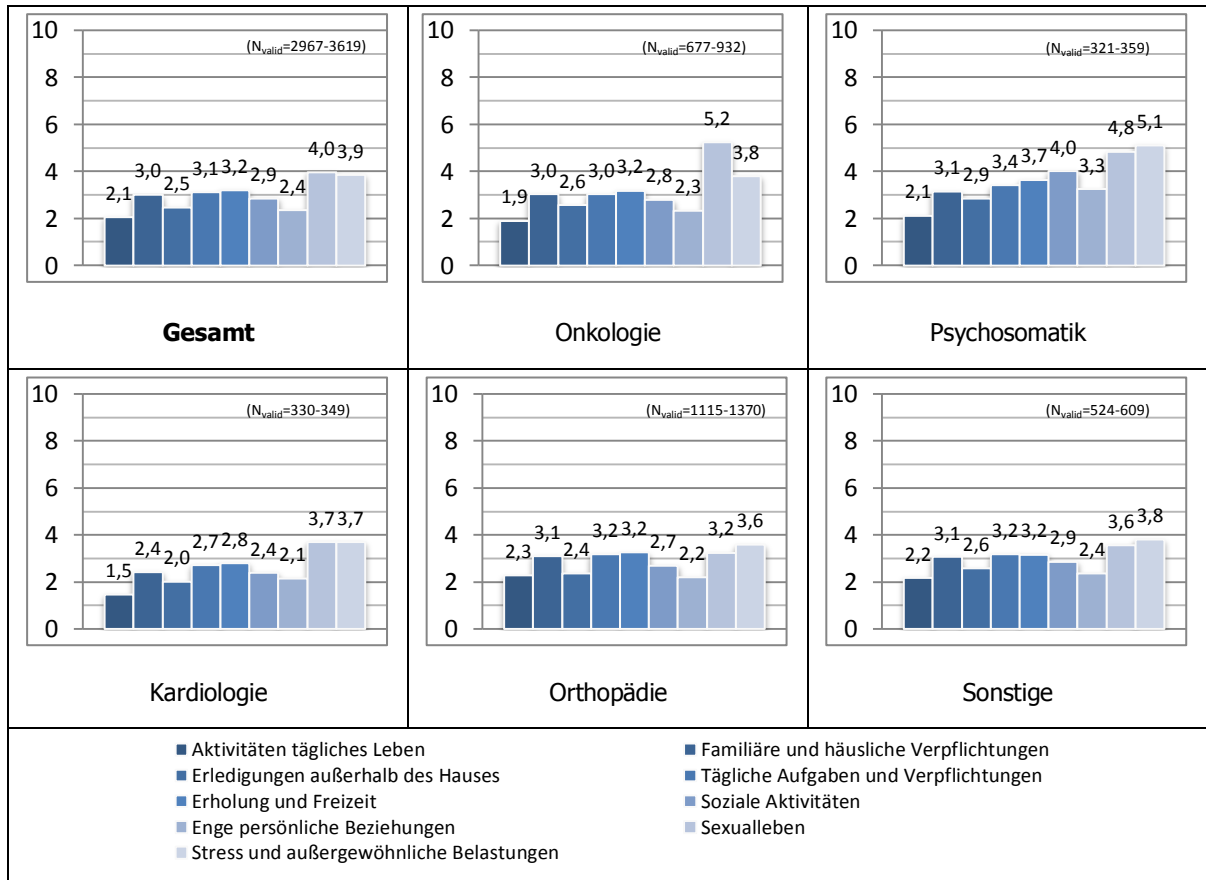 10
8
6
4
2
0
(Nvalid=2967-3619)
2,1 3,0 2,5 3,1 3,2 2,9 2,4 4,0 3,9
Gesamt
10
8
6
4
2
0
(Nvalid=677-932)
1,9 3,0 2,6 3,0 3,2 2,8 2,3 5,2 3,8
Onkologie
10
8
6
4
2
0
(Nvalid=321-359)
2,1 3,1 2,9 3,4 3,7 4,0 3,3 4,8 5,1
Psychosomatik
10
8
6
4
2
0
(Nvalid=330-349)
1,5 2,4 2,0 2,7 2,8 2,4 2,1 3,7 3,7
Kardiologie
10
8
6
4
2
0
(Nvalid=1115-1370)
2,3 3,1 2,4 3,2 3,2 2,7 2,2 3,2 3,6
Orthopädie
10
8
6
4
2
0
(Nvalid=524-609)
2,2 3,1 2,6 3,2 3,2 2,9 2,4 3,6 3,8
Sonstige
Aktivitäten tägliches Leben
Familiäre und häusliche Verpflichtungen
Erledigungen außerhalb des Hauses
Tägliche Aufgaben und Verpflichtungen
Erholung und Freizeit
Soziale Aktivitäten
Enge persönliche Beziehungen
Sexualleben
Stress und außergewöhnliche Belastungen